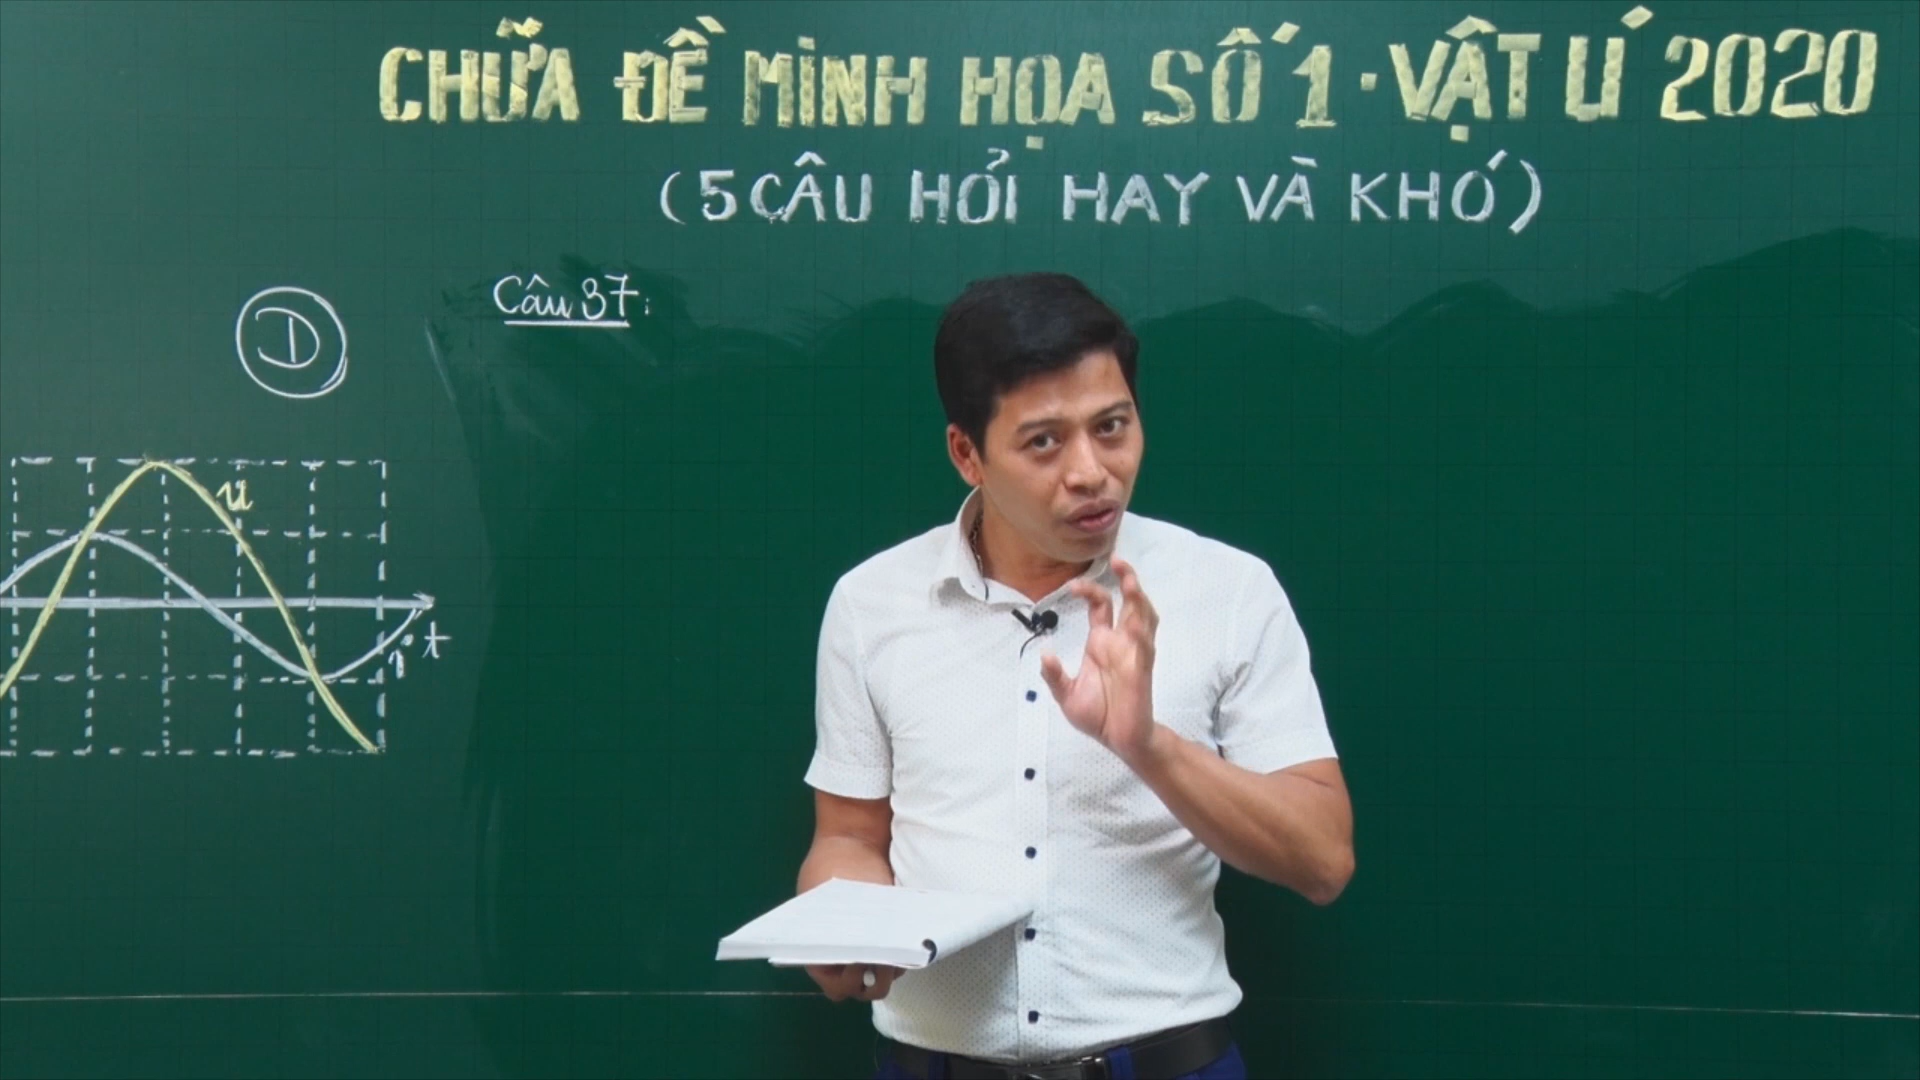 CHỮA ĐỀ MINH HỌA SỐ 1 · VẬT LÍ 2020
(5 CÂU HỎI HAY VÀ KHÓ)
D
Câu 37:
u
i
t